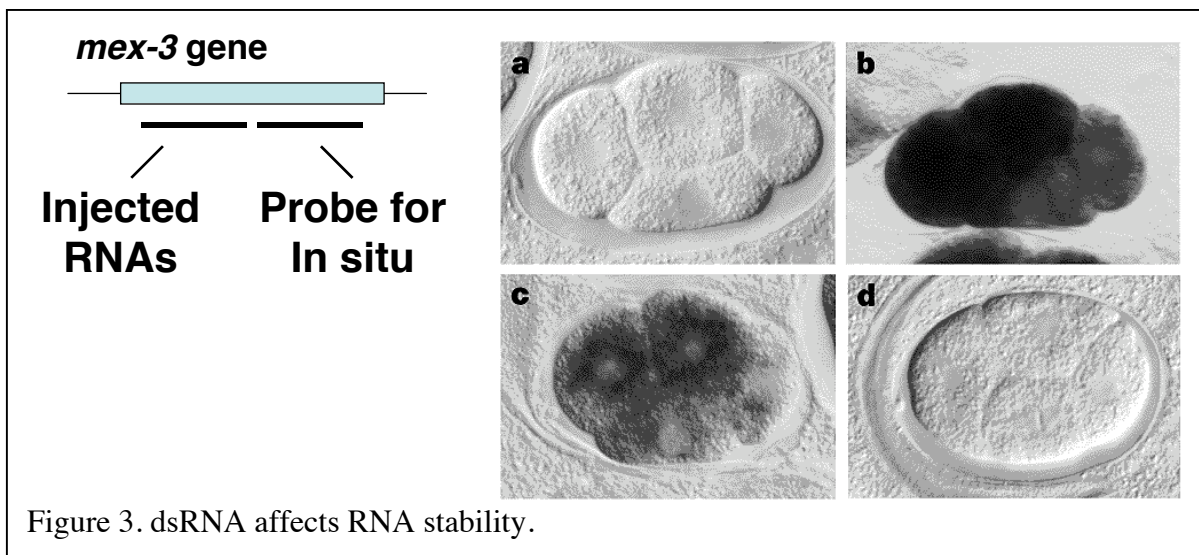 mex-3 gene
Injected
RNAs
Probe for
In situ
a
b
c
d
Figure 3. dsRNA affects RNA stability.